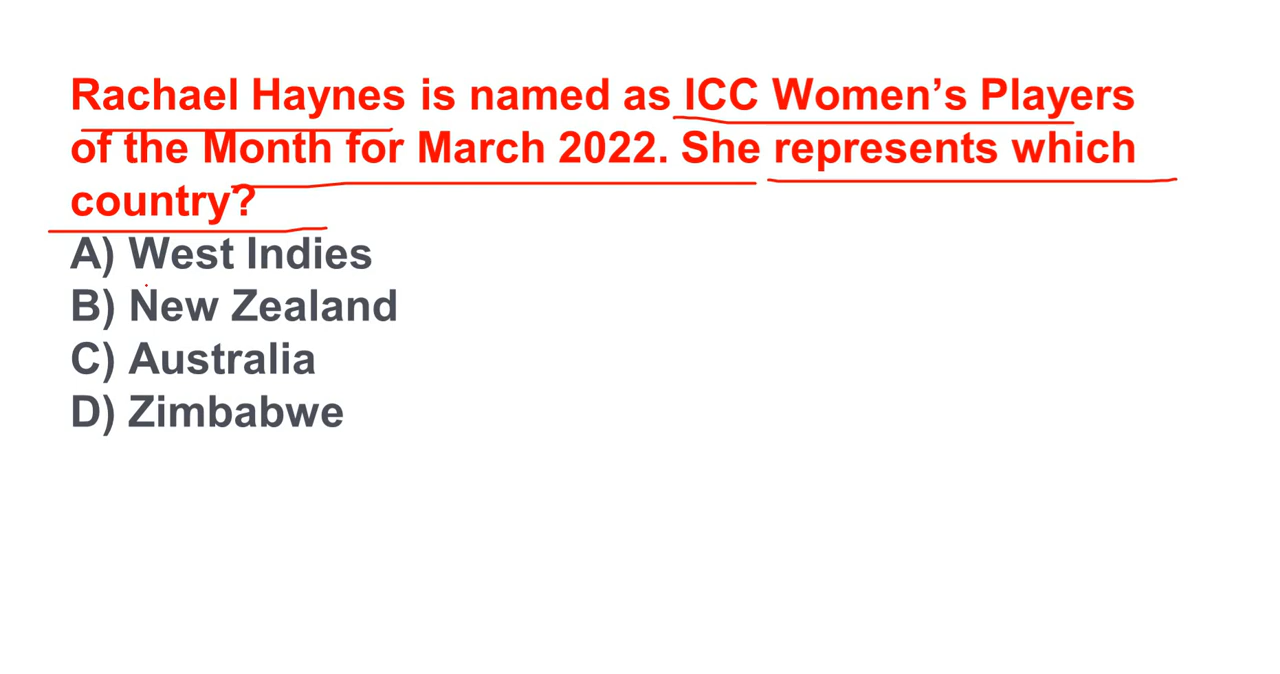 Rachael Haynes is named as ICC Women’s Players
of the Month for March 2022. She represents which
country?
A) West Indies
B) New Zealand
C) Australia
D) Zimbabwe